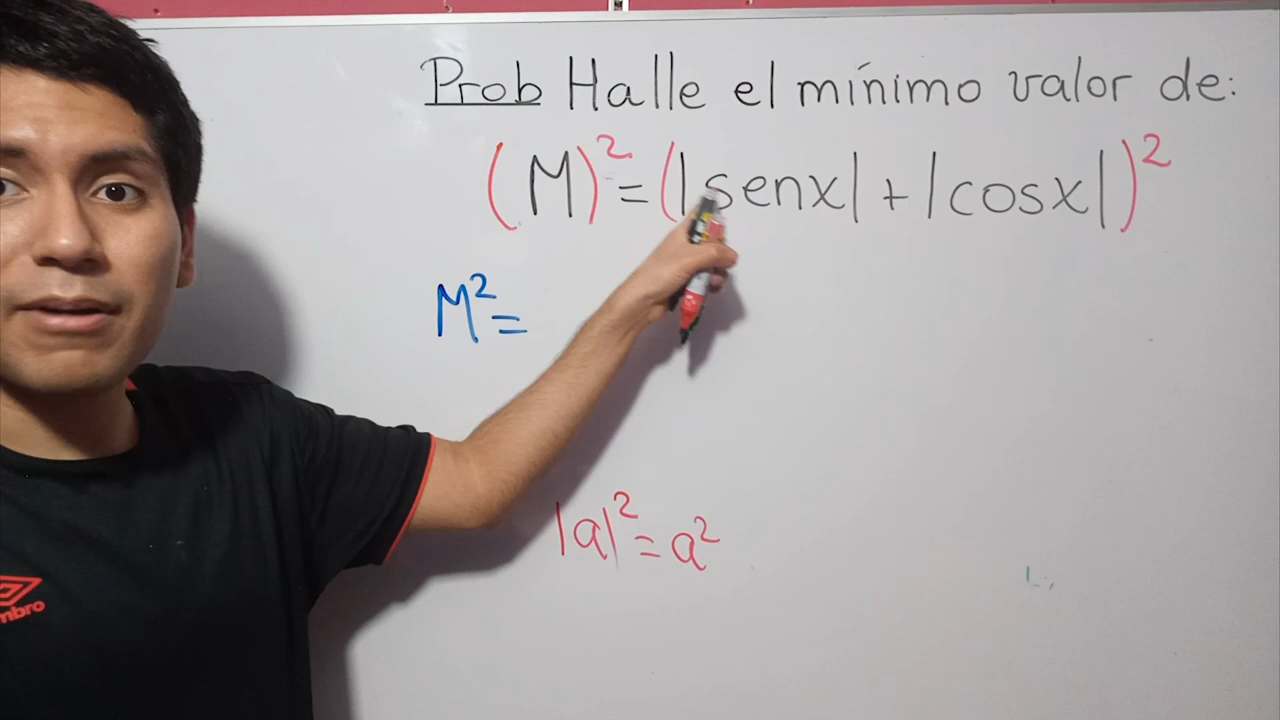 Prob Halle el mínimo valor de:
(M)² = (|senx| + |cosx|)²
M² =
|a|² = a²
mbro